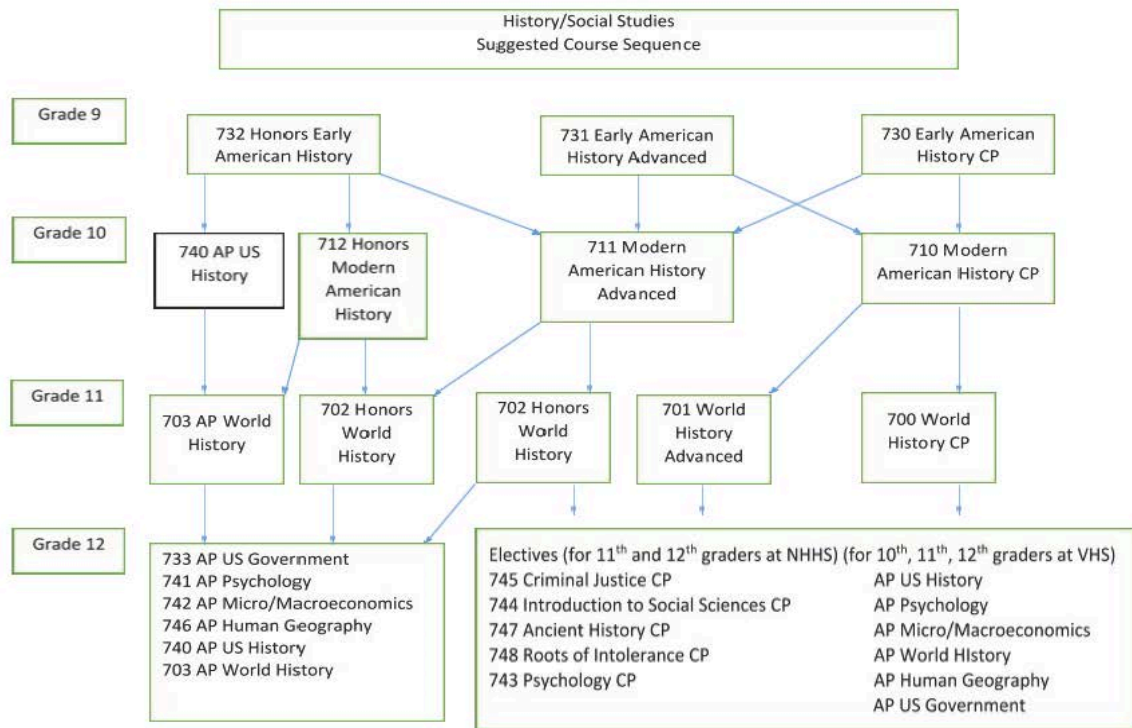 History/Social Studies
Suggested Course Sequence
Grade 9
732 Honors Early
American History
731 Early American
History Advanced
730 Early American
History CP
Grade 10
740 AP US
History
712 Honors
Modern
American
History
711 Modern
American History
Advanced
710 Modern
American History CP
Grade 11
703 AP World
History
702 Honors
World
History
702 Honors
World
History
701 World
History
Advanced
700 World
History CP
Grade 12
733 AP US Government
741 AP Psychology
742 AP Micro/Macroeconomics
746 AP Human Geography
740 AP US History
703 AP World History
Electives (for 11th and 12th graders at NHHS) (for 10th, 11th, 12th graders at VHS)
745 Criminal Justice CP
744 Introduction to Social Sciences CP
747 Ancient History CP
748 Roots of Intolerance CP
743 Psychology CP
AP US History
AP Psychology
AP Micro/Macroeconomics
AP World HIstory
AP Human Geography
AP US Government